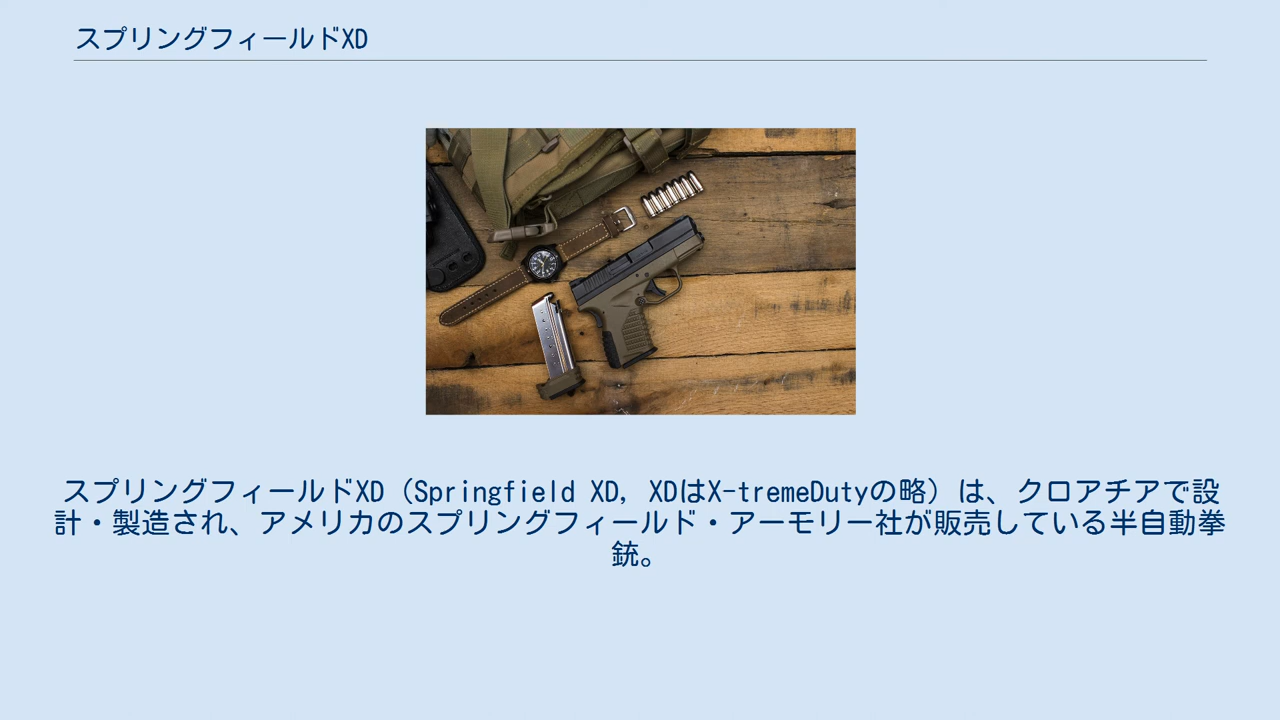 スプリングフィールドXD
スプリングフィールドXD（Springfield XD, XDはX-tremeDutyの略）は、クロアチアで設
計・製造され、アメリカのスプリングフィールド・アーモリー社が販売している半自動拳
銃。